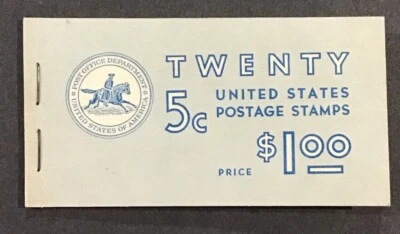 POST OFFICE DEPARTMENT
UNITED STATES OF AMERICA
TWENTY
5c UNITED STATES
POSTAGE STAMPS
PRICE $1.00